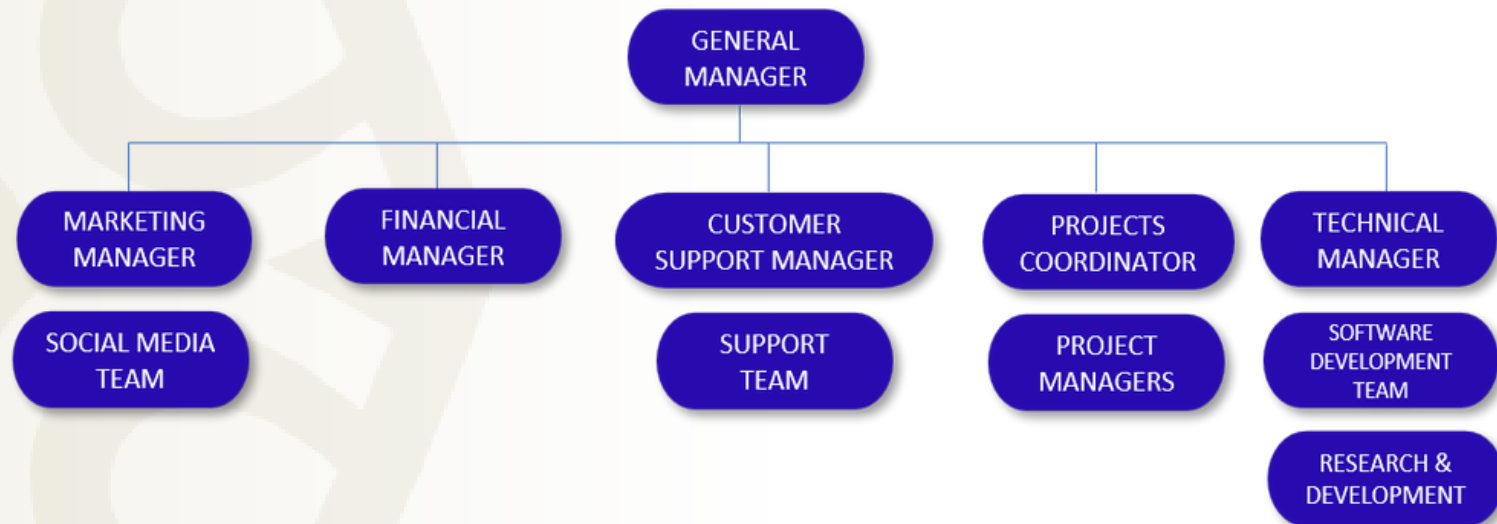 GENERAL
MANAGER
MARKETING
MANAGER
FINANCIAL
MANAGER
CUSTOMER
SUPPORT MANAGER
PROJECTS
COORDINATOR
TECHNICAL
MANAGER
SOCIAL MEDIA
TEAM
SUPPORT
TEAM
PROJECT
MANAGERS
SOFTWARE
DEVELOPMENT
TEAM
RESEARCH &
DEVELOPMENT